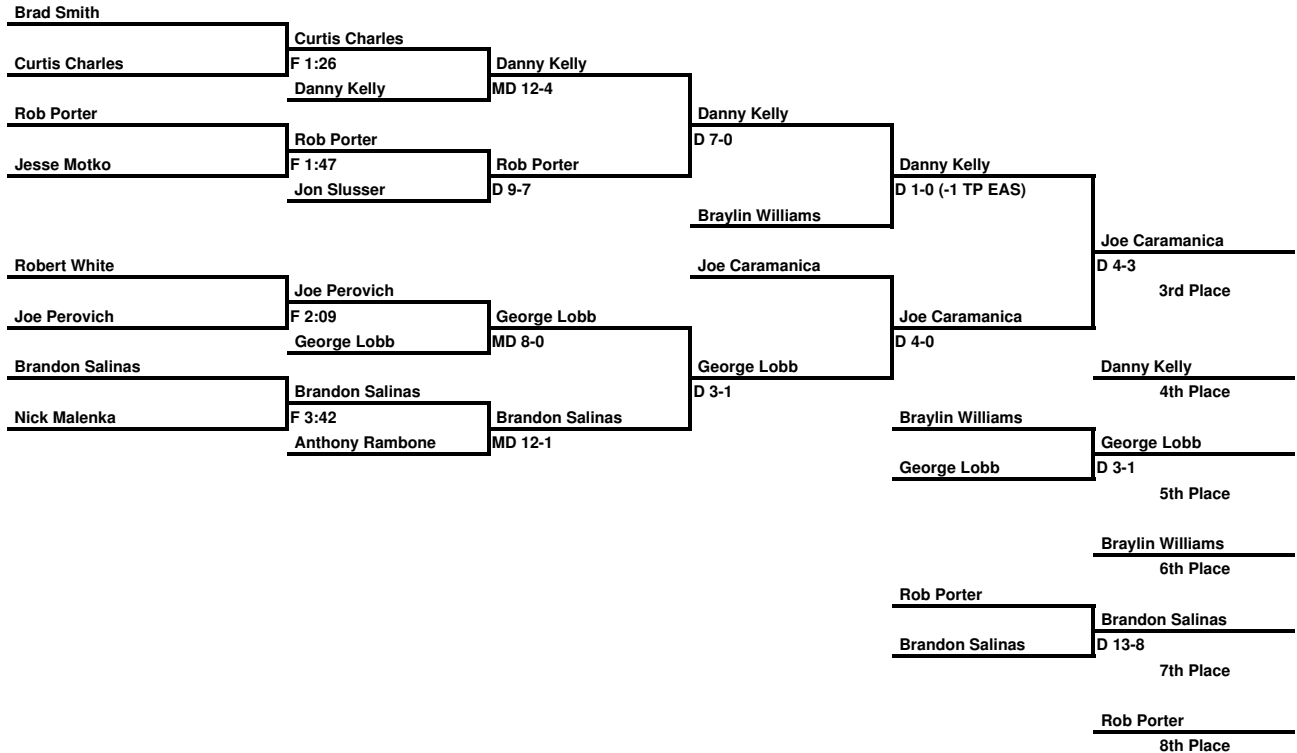 Brad Smith
Curtis Charles
Curtis Charles
F 1:26
Danny Kelly
Danny Kelly
MD 12-4
Rob Porter
Danny Kelly
D 7-0
Rob Porter
Jesse Motko
F 1:47
Rob Porter
Danny Kelly
Jon Slusser
D 9-7
D 1-0 (-1 TP EAS)
Braylin Williams
Joe Caramanica
Robert White
Joe Caramanica
D 4-3
Joe Perovich
3rd Place
Joe Perovich
F 2:09
George Lobb
Joe Caramanica
George Lobb
MD 8-0
D 4-0
Brandon Salinas
George Lobb
Danny Kelly
Brandon Salinas
D 3-1
4th Place
Nick Malenka
F 3:42
Brandon Salinas
Braylin Williams
Anthony Rambone
MD 12-1
George Lobb
George Lobb
D 3-1
5th Place
Braylin Williams
6th Place
Rob Porter
Brandon Salinas
Brandon Salinas
D 13-8
7th Place
Rob Porter
8th Place